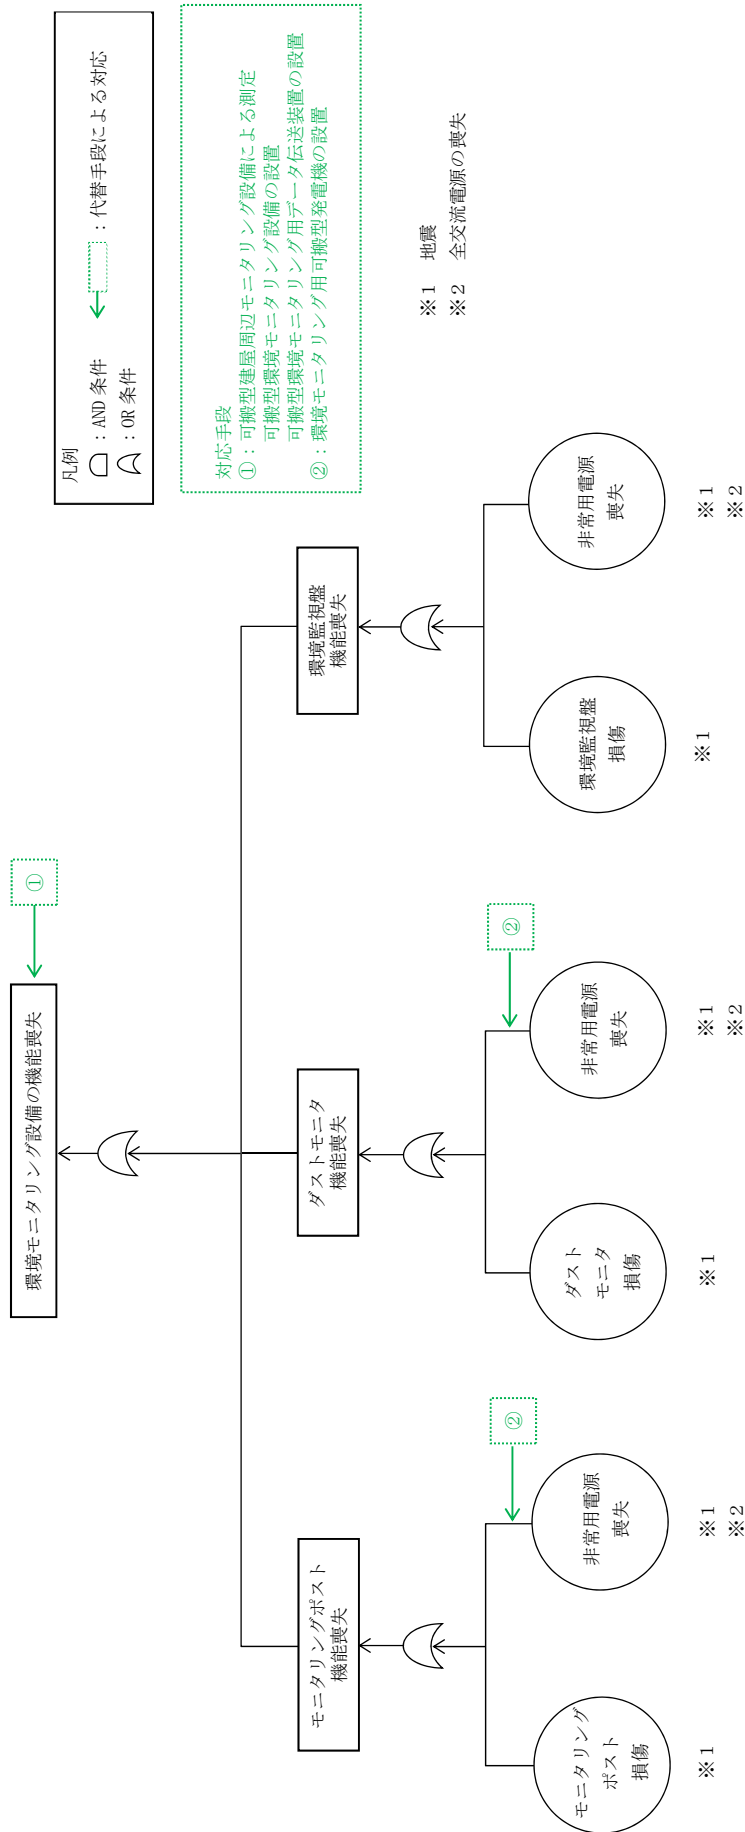 環境モニタリング設備の機能喪失
①
モニタリングポスト
機能喪失
ダストモニタ
機能喪失
環境監視盤
機能喪失
②
②
モニタリング
ポスト
損傷
非常用電源
喪失
ダスト
モニタ
損傷
非常用電源
喪失
環境監視盤
損傷
非常用電源
喪失
※1
※1
※2
※1
※1
※2
※1
※1
※2
凡例
：AND 条件
：OR 条件
：代替手段による対応
対応手段
①：可搬型建屋周辺モニタリング設備による測定
可搬型環境モニタリング設備の設置
可搬型環境モニタリング用データ伝送装置の設置
②：環境モニタリング用可搬型発電機の設置
※1　地震
※2　全交流電源の喪失